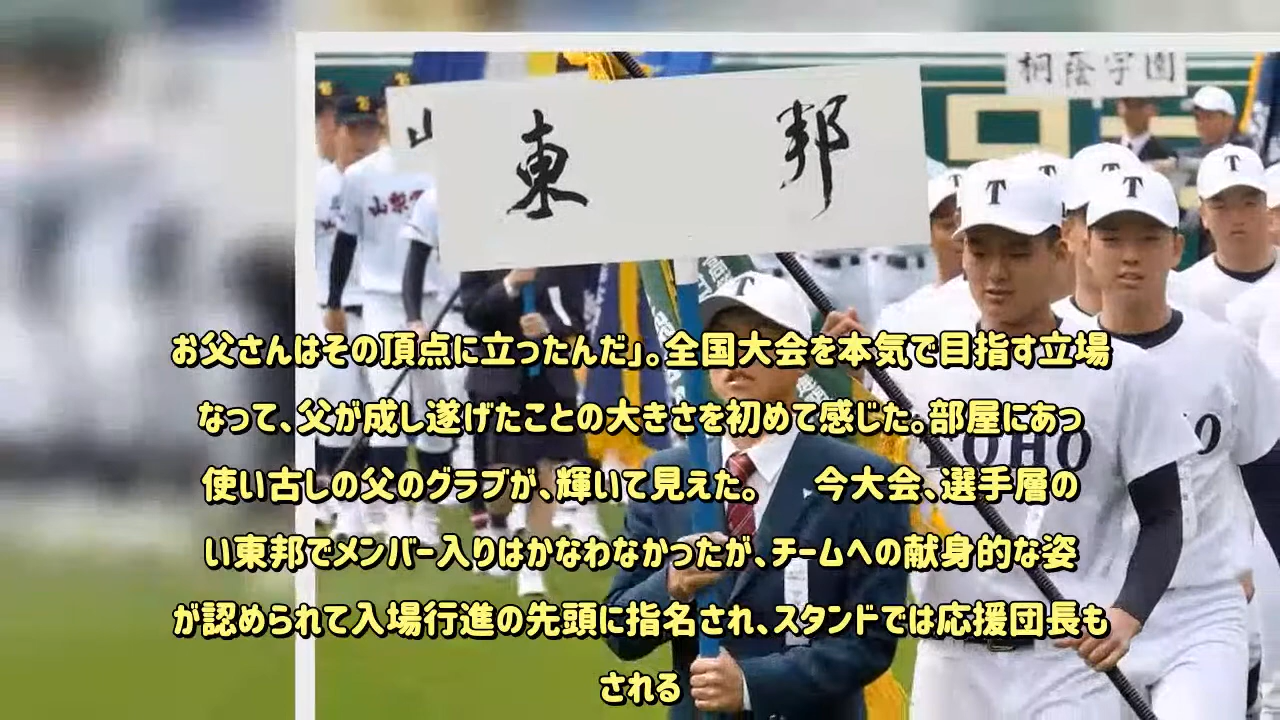 山
東邦
桐蔭学園
山梨
T
T
T
T
TOHO
O
お父さんはその頂点に立ったんだ」。全国大会を本気で目指す立場
なって、父が成し遂げたことの大きさを初めて感じた。部屋にあっ
使い古しの父のグラブが、輝いて見えた。　今大会、選手層の
い東邦でメンバー入りはかなわなかったが、チームへの献身的な姿
が認められて入場行進の先頭に指名され、スタンドでは応援団長も
される